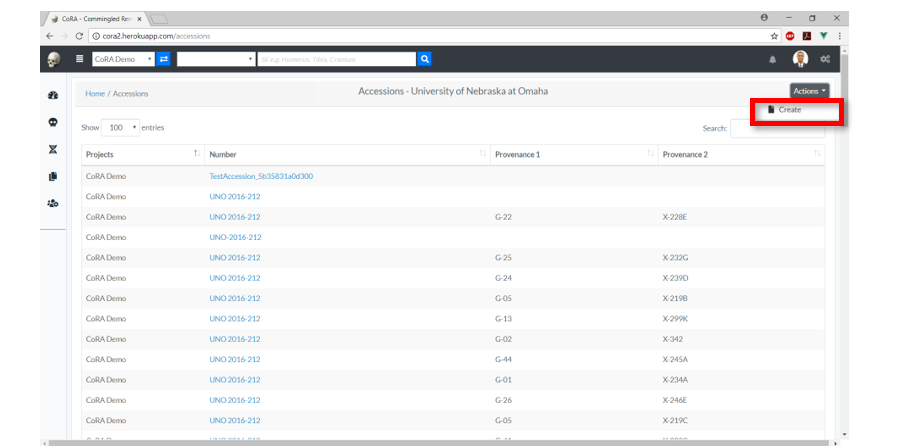 CoRA - Commingled Rem
cora2.herokuapp.com/accessions
CoRA Demo
SE e.g. Humerus, Tibia, Cranium
Home / Accessions
Accessions - University of Nebraska at Omaha
Actions
Create
Show 100 entries
Search:
Projects Number Provenance 1 Provenance 2
CoRA Demo TestAccession_5b35831a0d300
CoRA Demo UNO 2016-212
CoRA Demo UNO 2016-212 G-22 X-228E
CoRA Demo UNO-2016-212
CoRA Demo UNO 2016-212 G-25 X-232G
CoRA Demo UNO 2016-212 G-24 X-239D
CoRA Demo UNO 2016-212 G-05 X-219B
CoRA Demo UNO 2016-212 G-13 X-299K
CoRA Demo UNO 2016-212 G-02 X-342
CoRA Demo UNO 2016-212 G-44 X-245A
CoRA Demo UNO 2016-212 G-01 X-234A
CoRA Demo UNO 2016-212 G-26 X-246E
CoRA Demo UNO 2016-212 G-05 X-219C